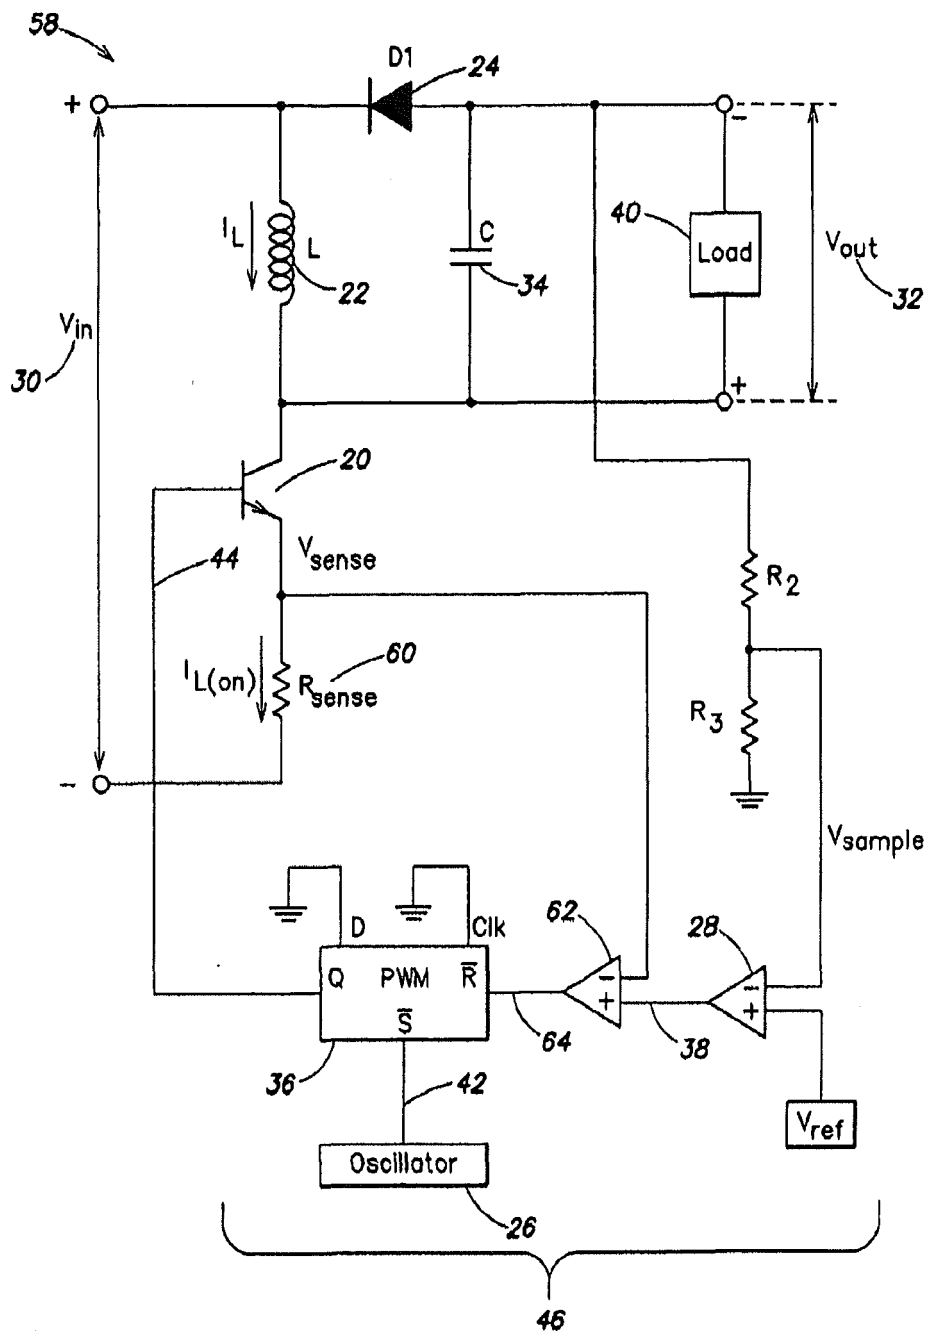 58
D1
24
+
−
I_L
L
22
C
34
40
Load
V_out
32
V_in
30
+
20
44
V_sense
R_2
I_L(on)
R_sense
60
R_3
−
V_sample
D
Clk
62
28
Q
PWM
R̅
−
+
−
+
S̅
64
38
36
42
V_ref
Oscillator
26
46